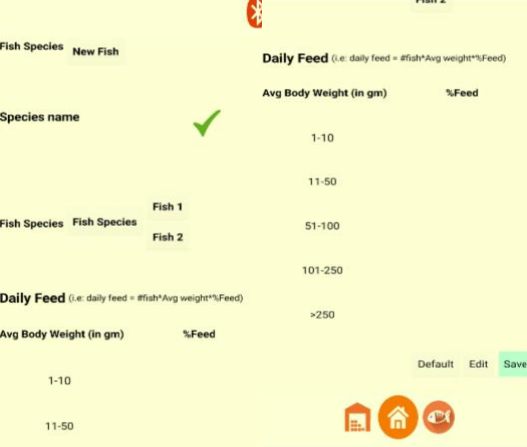 Fish Species New Fish
Species name
Fish Species Fish Species Fish 1
Fish 2
Daily Feed (i.e: daily feed = #fish*Avg weight*%Feed)
Avg Body Weight (in gm) %Feed
1-10
11-50
Fish 2
Daily Feed (i.e: daily feed = #fish*Avg weight*%Feed)
Avg Body Weight (in gm) %Feed
1-10
11-50
51-100
101-250
>250
Default Edit Save